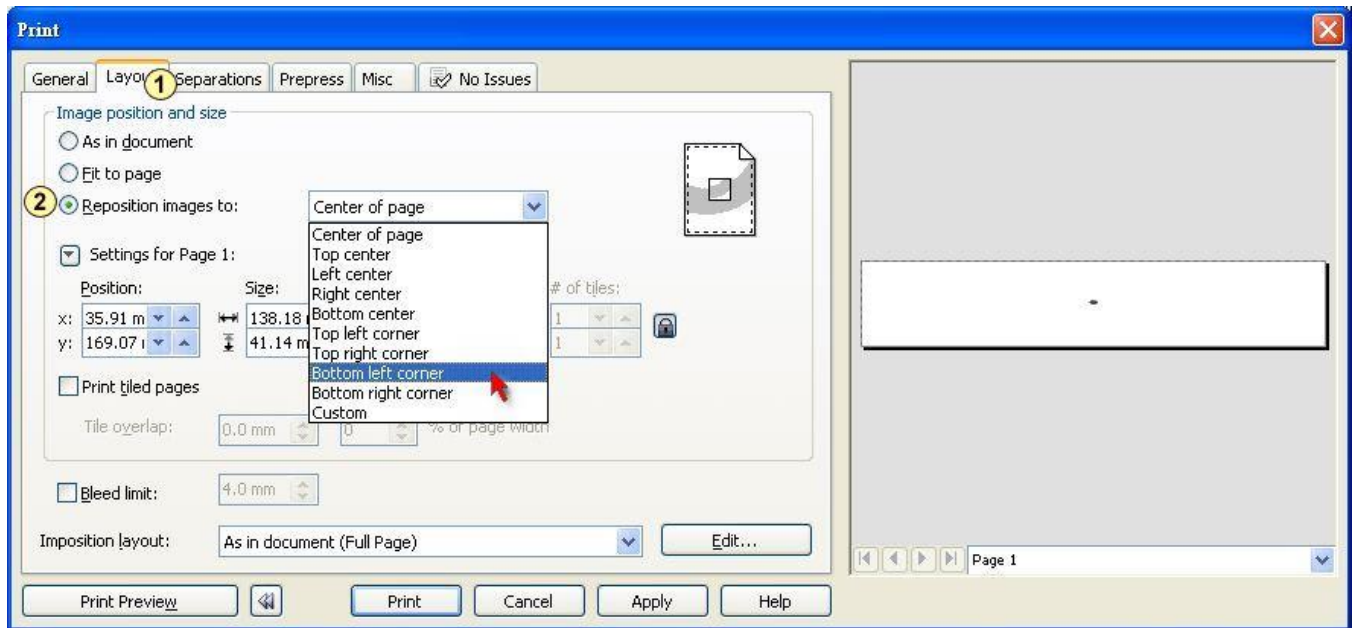 Print
General Layou 1 Separations Prepress Misc No Issues
Image position and size
As in document
Fit to page
2 Reposition images to: Center of page
Center of page
Top center
Left center
Right center
Bottom center
Top left corner
Top right corner
Bottom left corner
Bottom right corner
Custom
Settings for Page 1:
Position: Size: # of tiles:
x: 35.91 m 138.18 1
y: 169.07 41.14 m 1
Print tiled pages
Tile overlap: 0.0 mm 0 % of page width
Bleed limit: 4.0 mm
Imposition layout: As in document (Full Page) Edit...
Page 1
Print Preview Print Cancel Apply Help